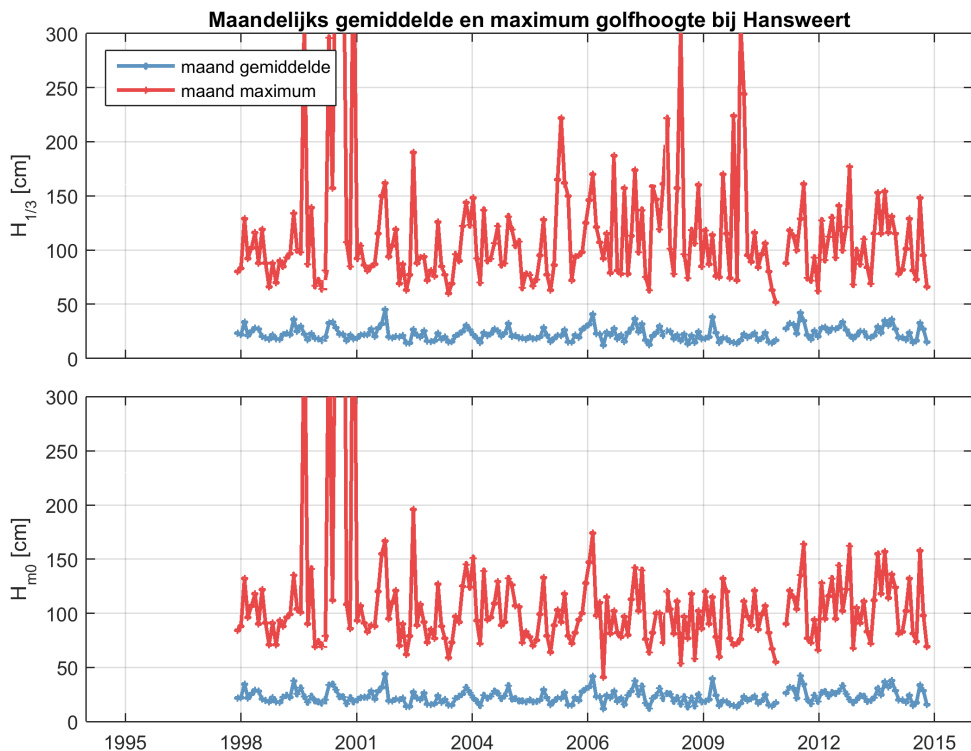 Maandelijks gemiddelde en maximum golfhoogte bij Hansweert
300
250
200
150
100
50
0
H1/3 [cm]
maand gemiddelde
maand maximum
300
250
200
150
100
50
0
Hm0 [cm]
1995 1998 2001 2004 2006 2009 2012 2015